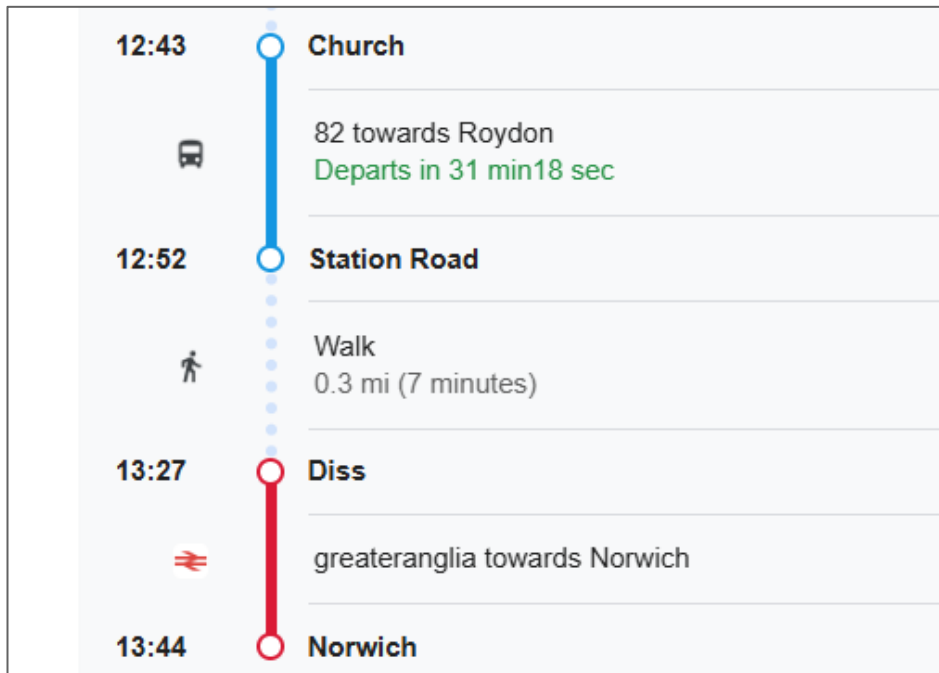 12:43 Church
82 towards Roydon
Departs in 31 min18 sec
12:52 Station Road
Walk
0.3 mi (7 minutes)
13:27 Diss
greateranglia towards Norwich
13:44 Norwich